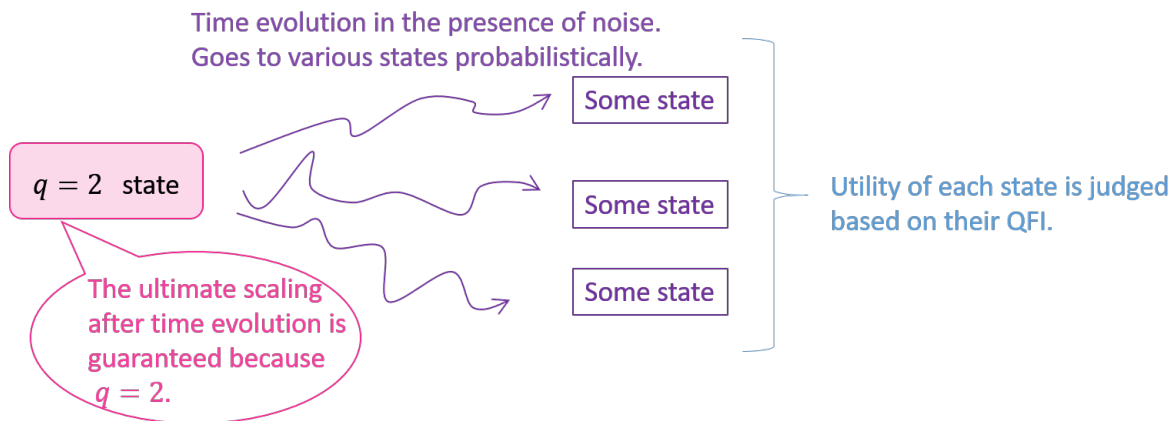 Time evolution in the presence of noise.
Goes to various states probabilistically.
Some state
q = 2 state
Some state
Utility of each state is judged
based on their QFI.
Some state
The ultimate scaling
after time evolution is
guaranteed because
q = 2.